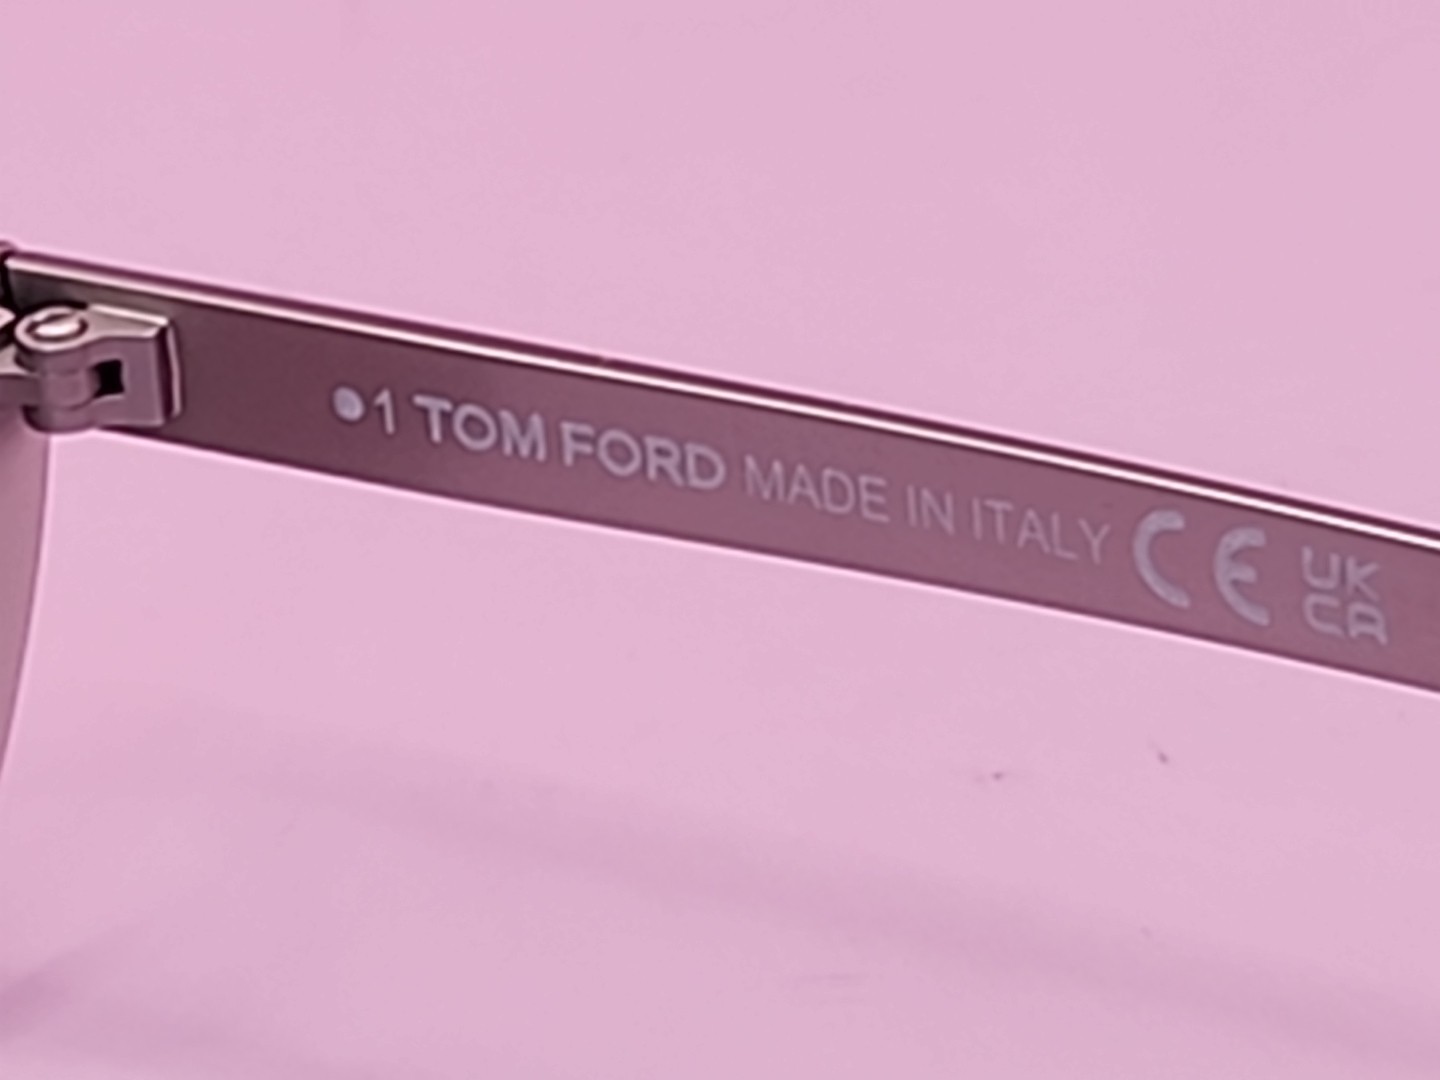 ●1 TOM FORD MADE IN ITALY CE UK
CA